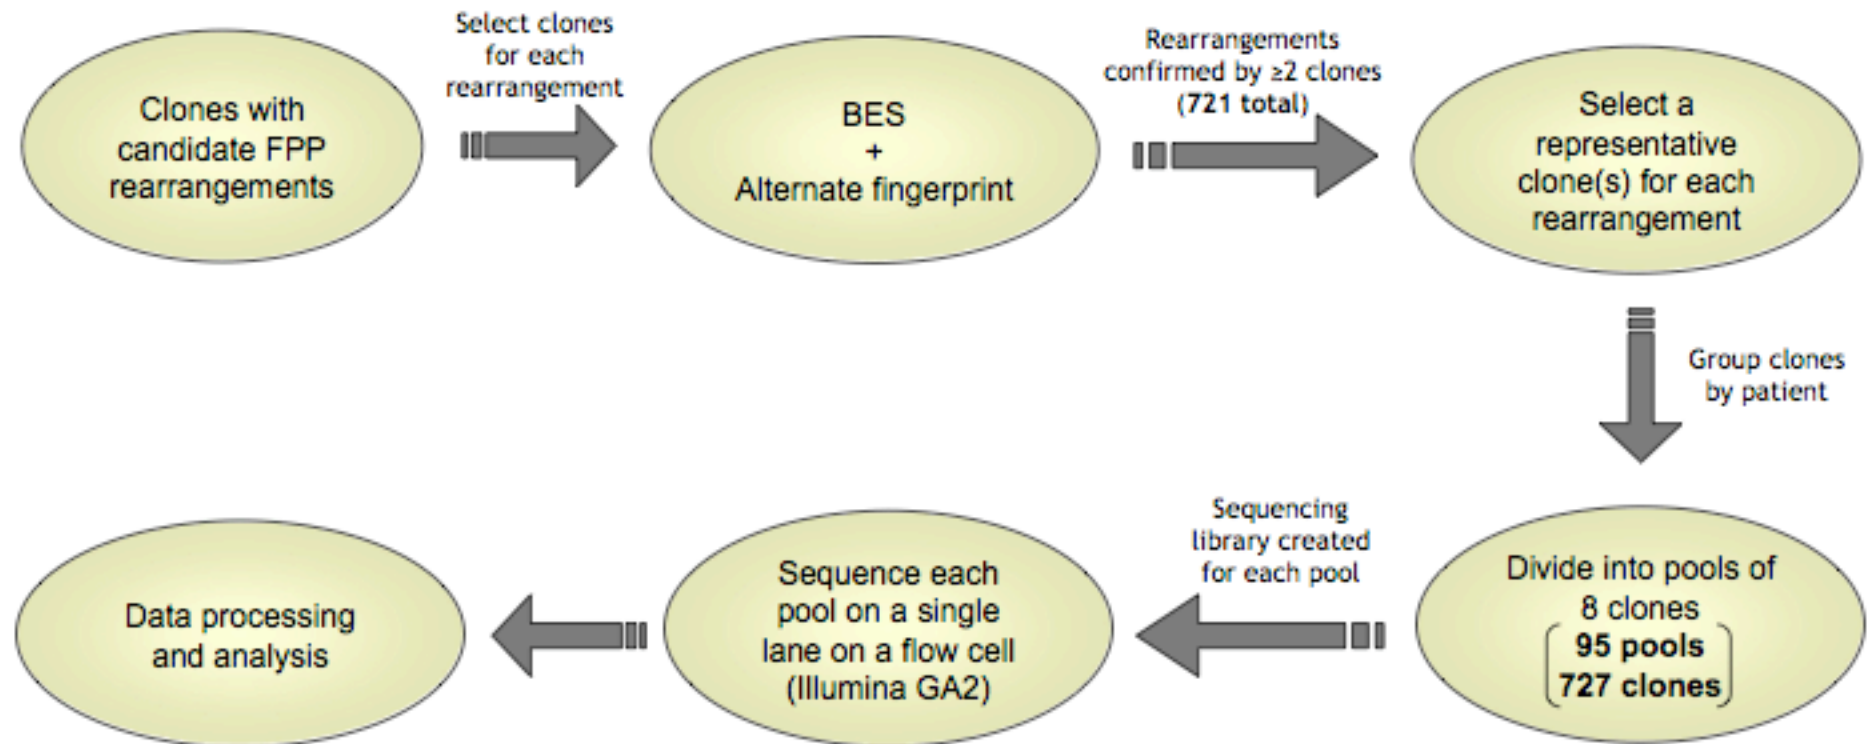 Clones with
candidate FPP
rearrangements
Select clones
for each
rearrangement
BES
+
Alternate fingerprint
Rearrangements
confirmed by ≥2 clones
(721 total)
Select a
representative
clone(s) for each
rearrangement
Group clones
by patient
Divide into pools of
8 clones
95 pools
727 clones
Sequencing
library created
for each pool
Sequence each
pool on a single
lane on a flow cell
(Illumina GA2)
Data processing
and analysis